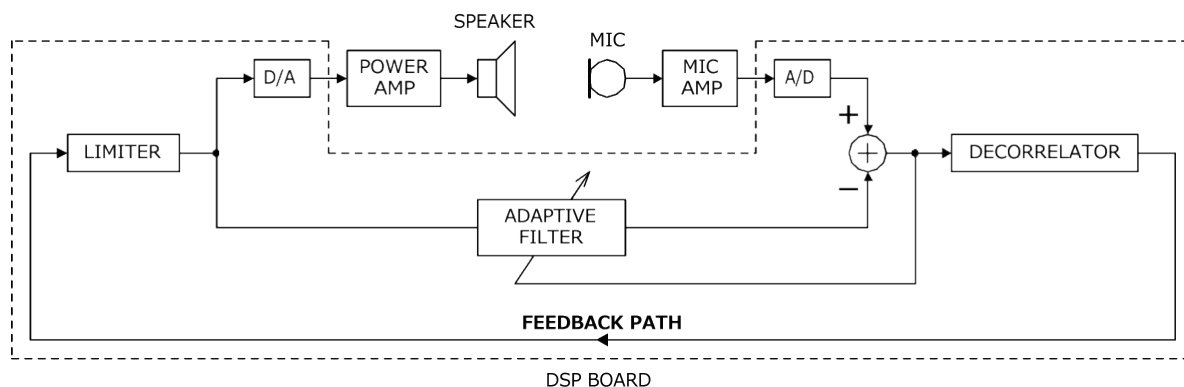 SPEAKER
MIC
D/A
POWER
AMP
MIC
AMP
A/D
+
LIMITER
+
DECORRELATOR
−
ADAPTIVE
FILTER
FEEDBACK PATH
DSP BOARD